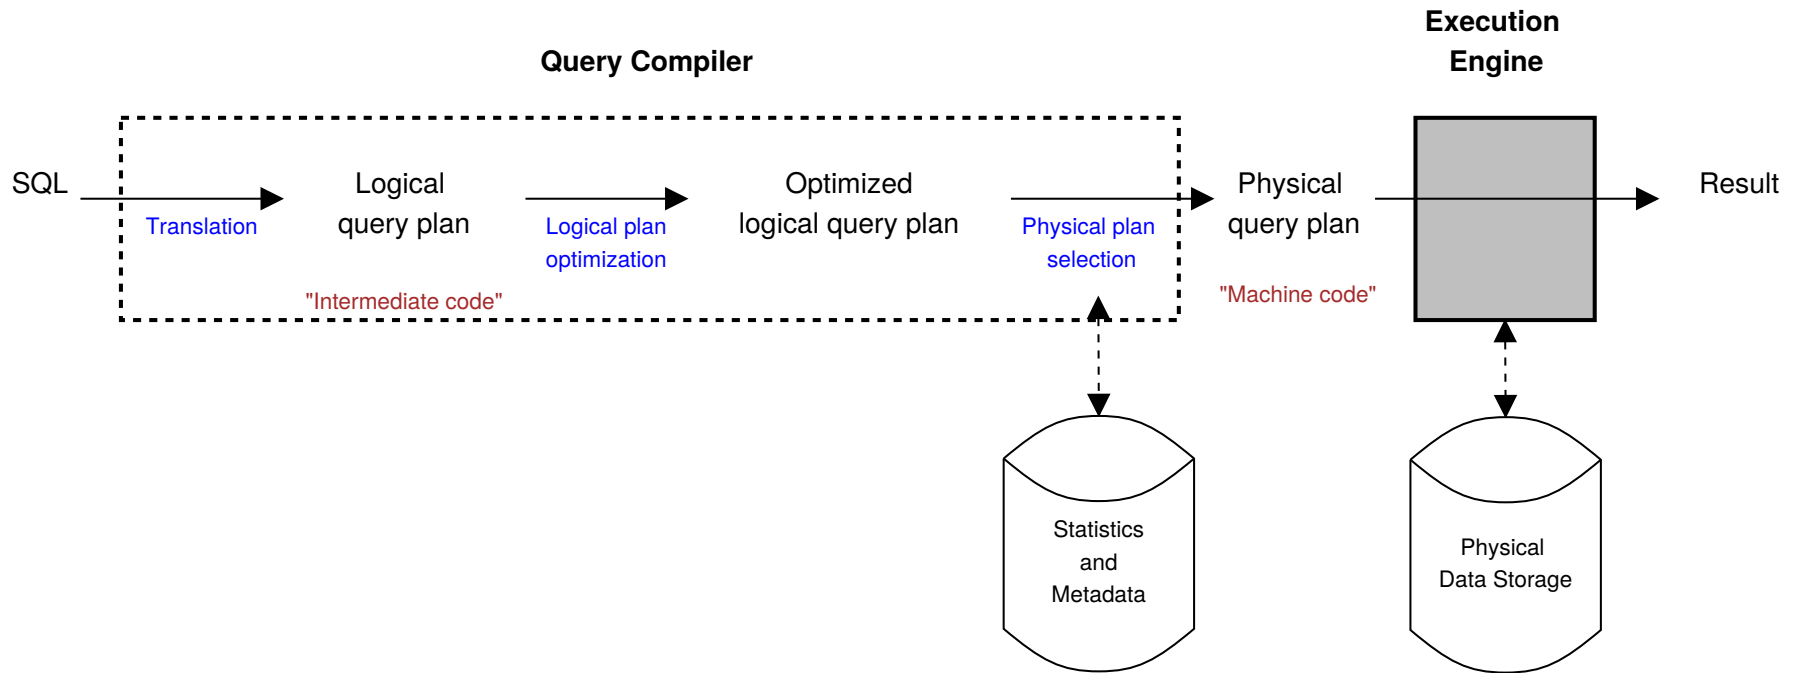 Query Compiler
Execution
Engine
SQL
Translation
Logical
query plan
"Intermediate code"
Logical plan
optimization
Optimized
logical query plan
Physical plan
selection
Physical
query plan
"Machine code"
Result
Statistics
and
Metadata
Physical
Data Storage